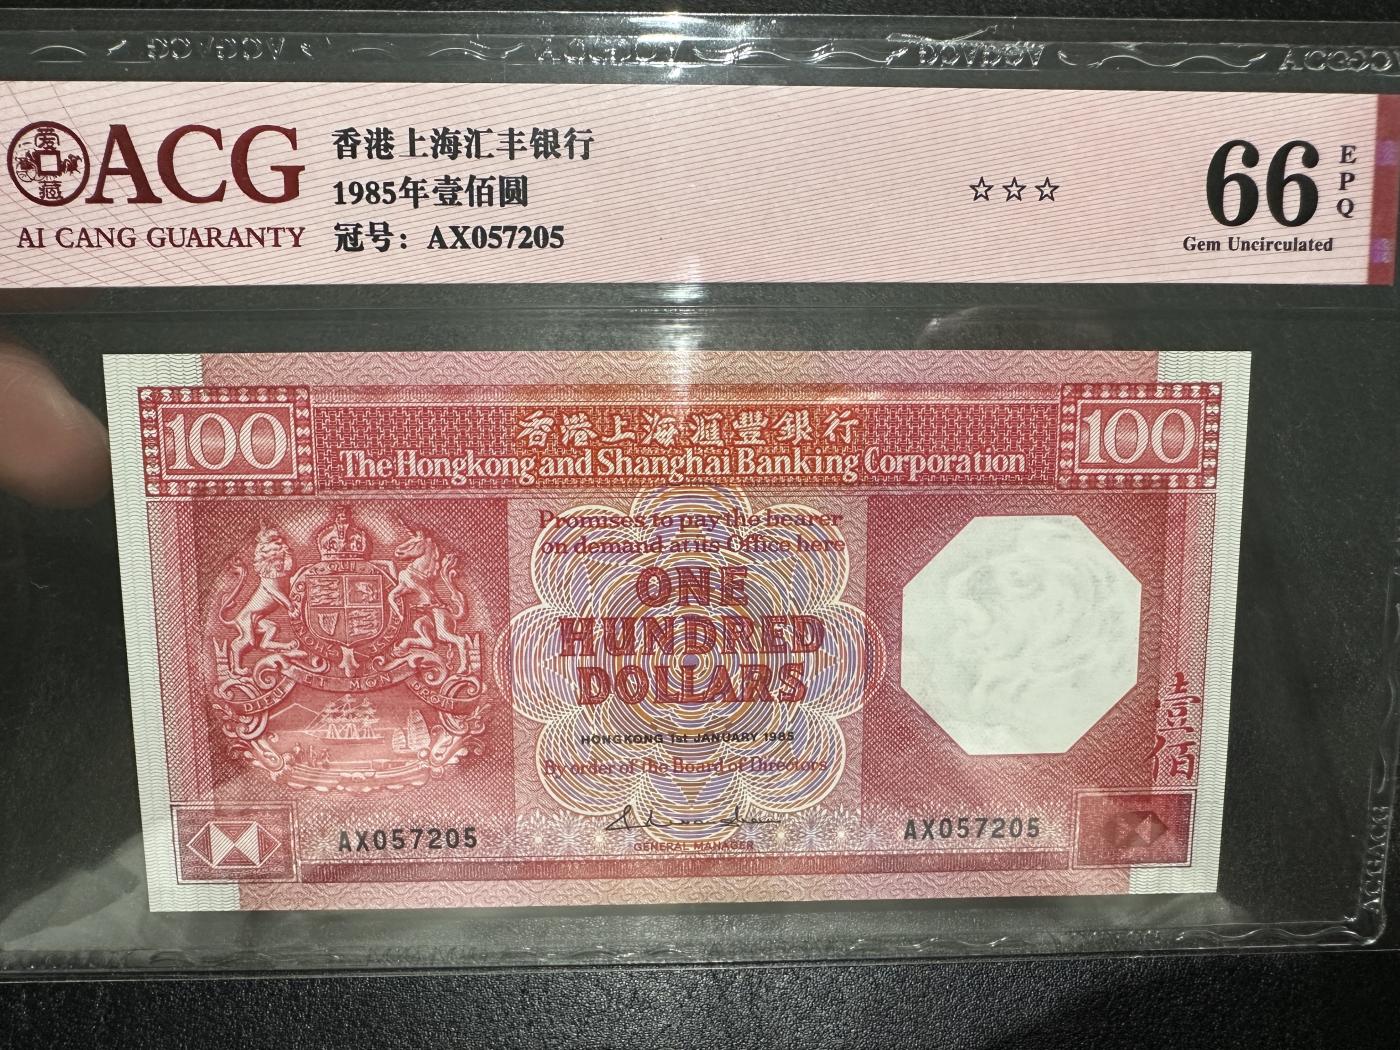 ACGACGA
爱
藏
ACG
AI CANG GUARANTY
香港上海汇丰银行
1985年壹佰圆
冠号：AX057205
☆☆☆
66
EPQ
Gem Uncirculated
100
香港上海滙豐銀行
The Hongkong and Shanghai Banking Corporation
100
Promises to pay the bearer
on demand at its Office here
ONE
HUNDRED
DOLLARS
HONGKONG 1st JANUARY 1985
By order of the Board of Directors
GENERAL MANAGER
DIEU ET MON DROIT
壹佰
AX057205
AX057205